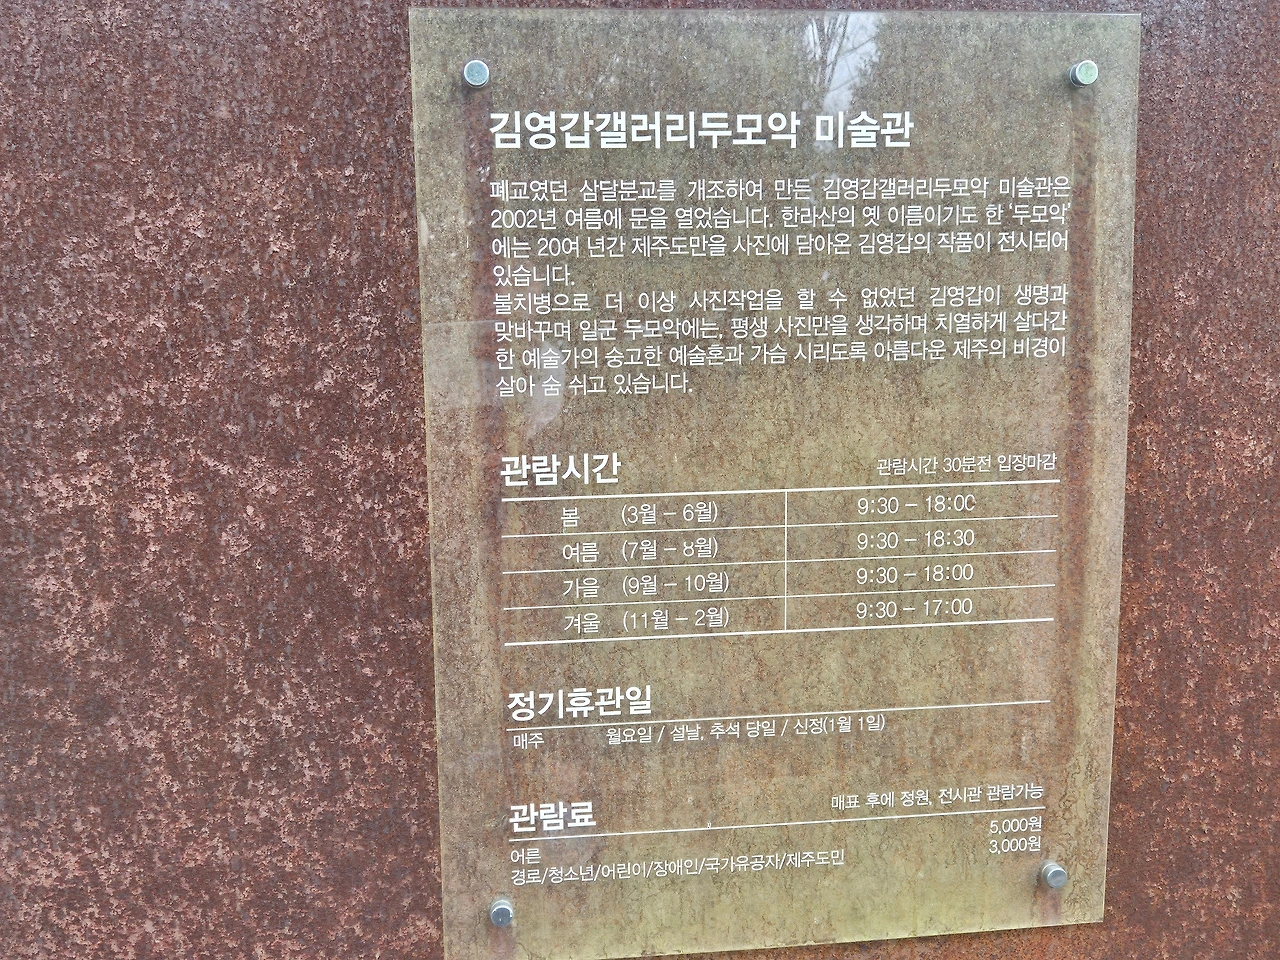 김영갑갤러리두모악 미술관
폐교였던 삼달분교를 개조하여 만든 김영갑갤러리두모악 미술관은
2002년 여름에 문을 열었습니다. 한라산의 옛 이름이기도 한 '두모악'
에는 20여 년간 제주도만을 사진에 담아온 김영갑의 작품이 전시되어
있습니다.
불치병으로 더 이상 사진작업을 할 수 없었던 김영갑이 생명과
맞바꾸며 일군 두모악에는, 평생 사진만을 생각하며 치열하게 살다간
한 예술가의 숭고한 예술혼과 가슴 시리도록 아름다운 제주의 비경이
살아 숨 쉬고 있습니다.
관람시간 관람시간 30분전 입장마감
봄 (3월 – 6월) 9:30 – 18:00
여름 (7월 – 8월) 9:30 – 18:30
가을 (9월 – 10월) 9:30 – 18:00
겨울 (11월 – 2월) 9:30 – 17:00
정기휴관일
매주 월요일 / 설날, 추석 당일 / 신정(1월 1일)
관람료 매표 후에 정원, 전시관 관람가능
어른 5,000원
경로/청소년/어린이/장애인/국가유공자/제주도민 3,000원